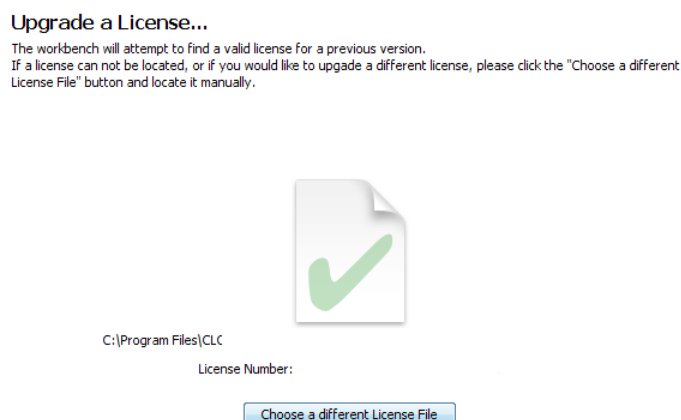 Upgrade a License...
The workbench will attempt to find a valid license for a previous version.
If a license can not be located, or if you would like to upgade a different license, please click the "Choose a different
License File" button and locate it manually.
C:\Program Files\CLC
License Number:
Choose a different License File